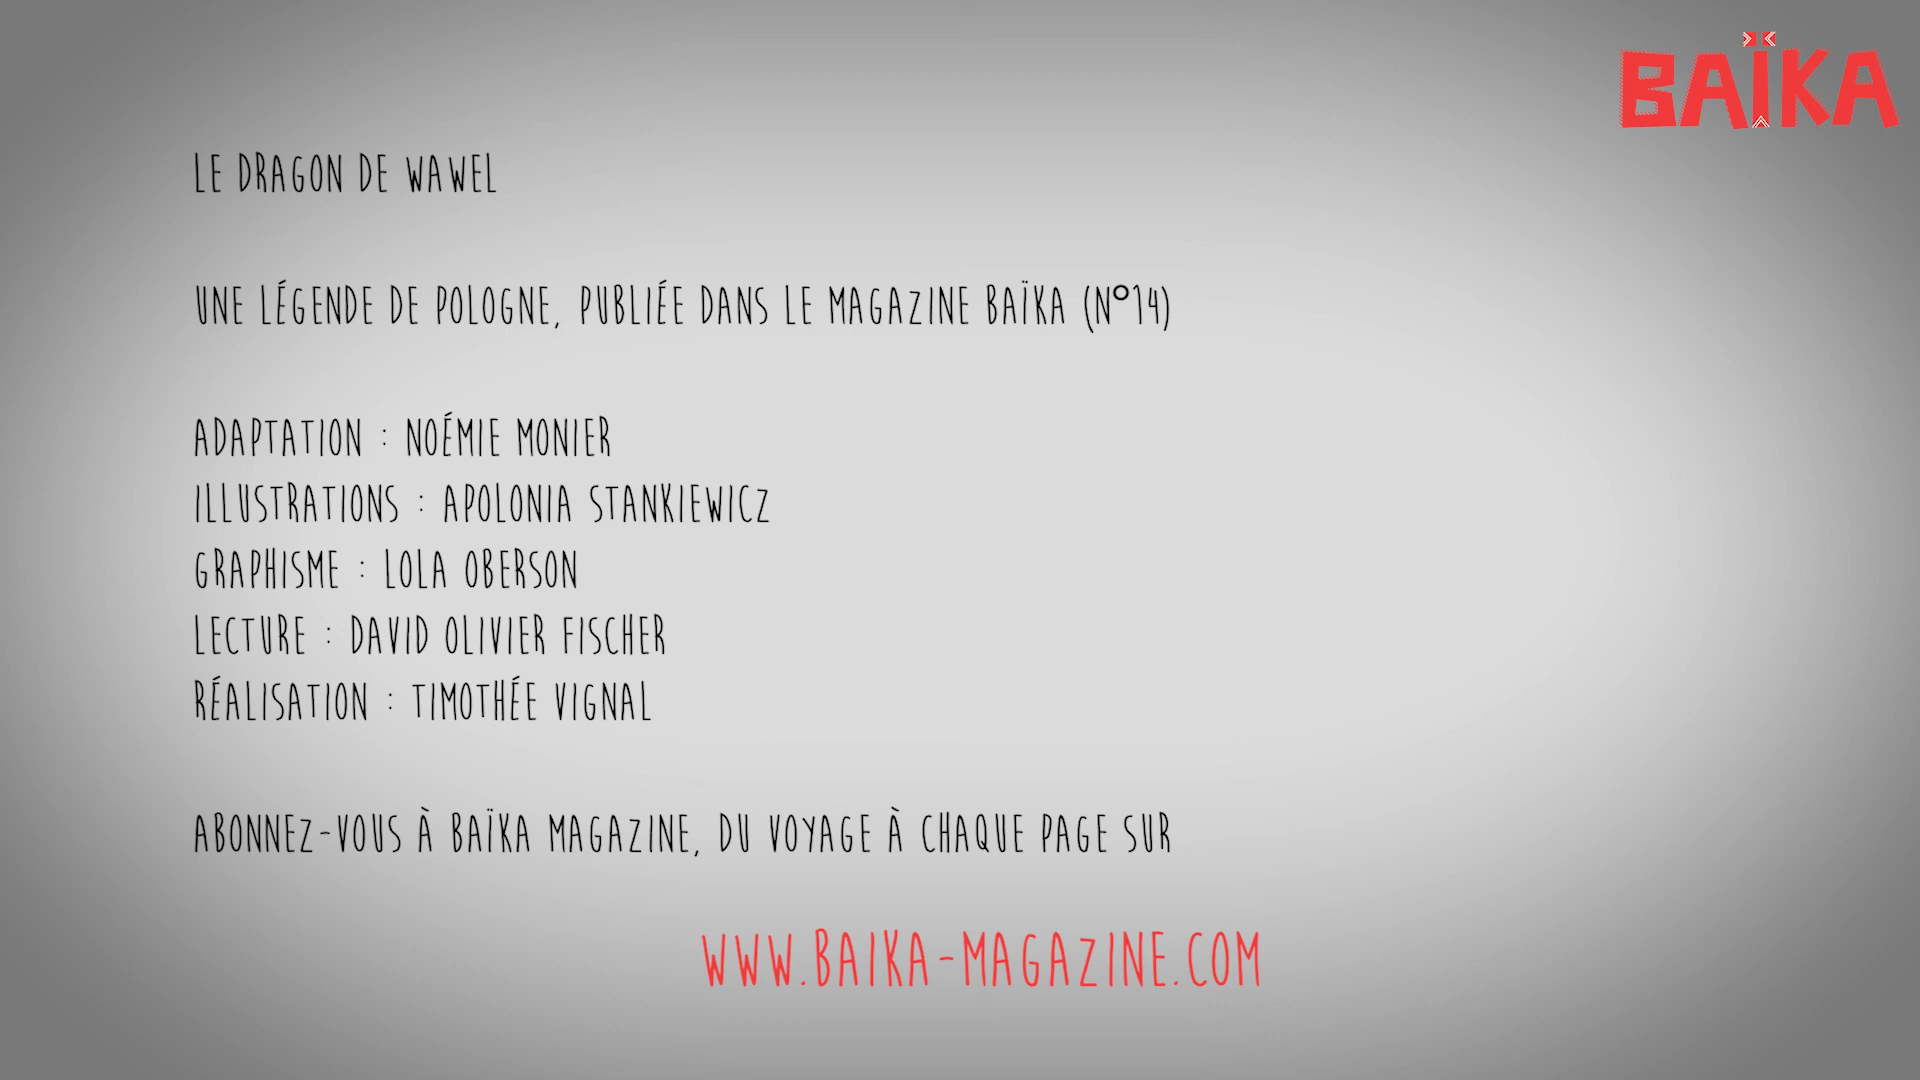 BAÏKA
LE DRAGON DE WAWEL
UNE LÉGENDE DE POLOGNE, PUBLIÉE DANS LE MAGAZINE BAÏKA (N°14)
ADAPTATION : NOÉMIE MONIER
ILLUSTRATIONS : APOLONIA STANKIEWICZ
GRAPHISME : LOLA OBERSON
LECTURE : DAVID OLIVIER FISCHER
RÉALISATION : TIMOTHÉE VIGNAL
ABONNEZ-VOUS À BAÏKA MAGAZINE, DU VOYAGE À CHAQUE PAGE SUR
WWW.BAIKA-MAGAZINE.COM